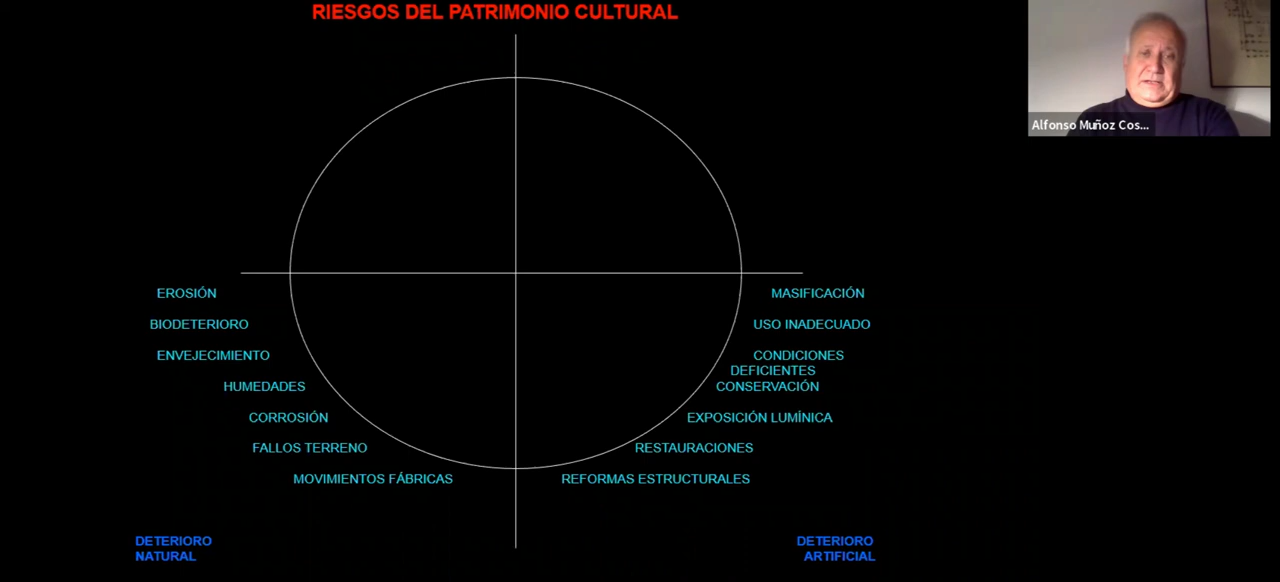 RIESGOS DEL PATRIMONIO CULTURAL
Alfonso Muñoz Cos...
EROSIÓN
BIODETERIORO
ENVEJECIMIENTO
HUMEDADES
CORROSIÓN
FALLOS TERRENO
MOVIMIENTOS FÁBRICAS
MASIFICACIÓN
USO INADECUADO
CONDICIONES
DEFICIENTES
CONSERVACIÓN
EXPOSICIÓN LUMÍNICA
RESTAURACIONES
REFORMAS ESTRUCTURALES
DETERIORO
NATURAL
DETERIORO
ARTIFICIAL